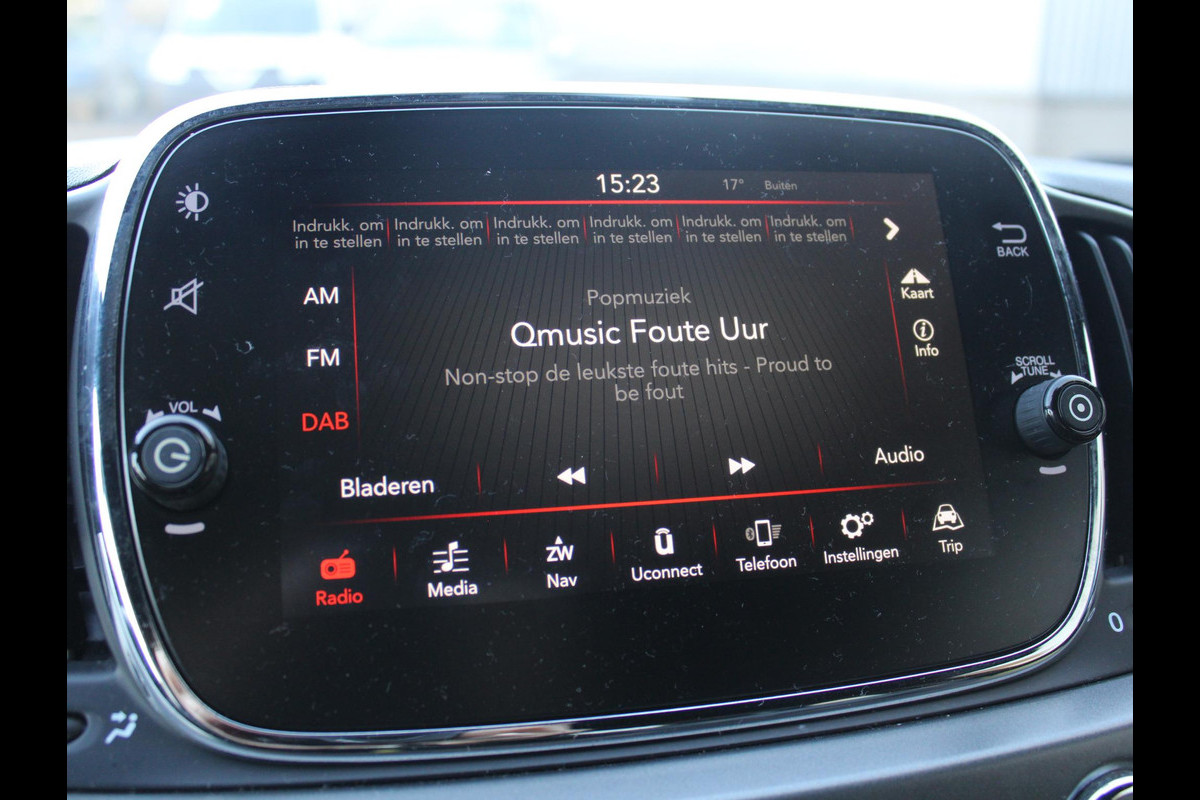 15:23 17° Buiten
Indrukk. om Indrukk. om Indrukk. om Indrukk. om Indrukk. om Indrukk. om
in te stellen in te stellen in te stellen in te stellen in te stellen in te stellen
BACK
AM
Popmuziek
Kaart
Qmusic Foute Uur
FM
Info
Non-stop de leukste foute hits - Proud to
be fout
SCROLL
TUNE
VOL
DAB
Bladeren
Audio
Radio
Media
ZW
Nav
Uconnect
Telefoon
Instellingen
Trip
0